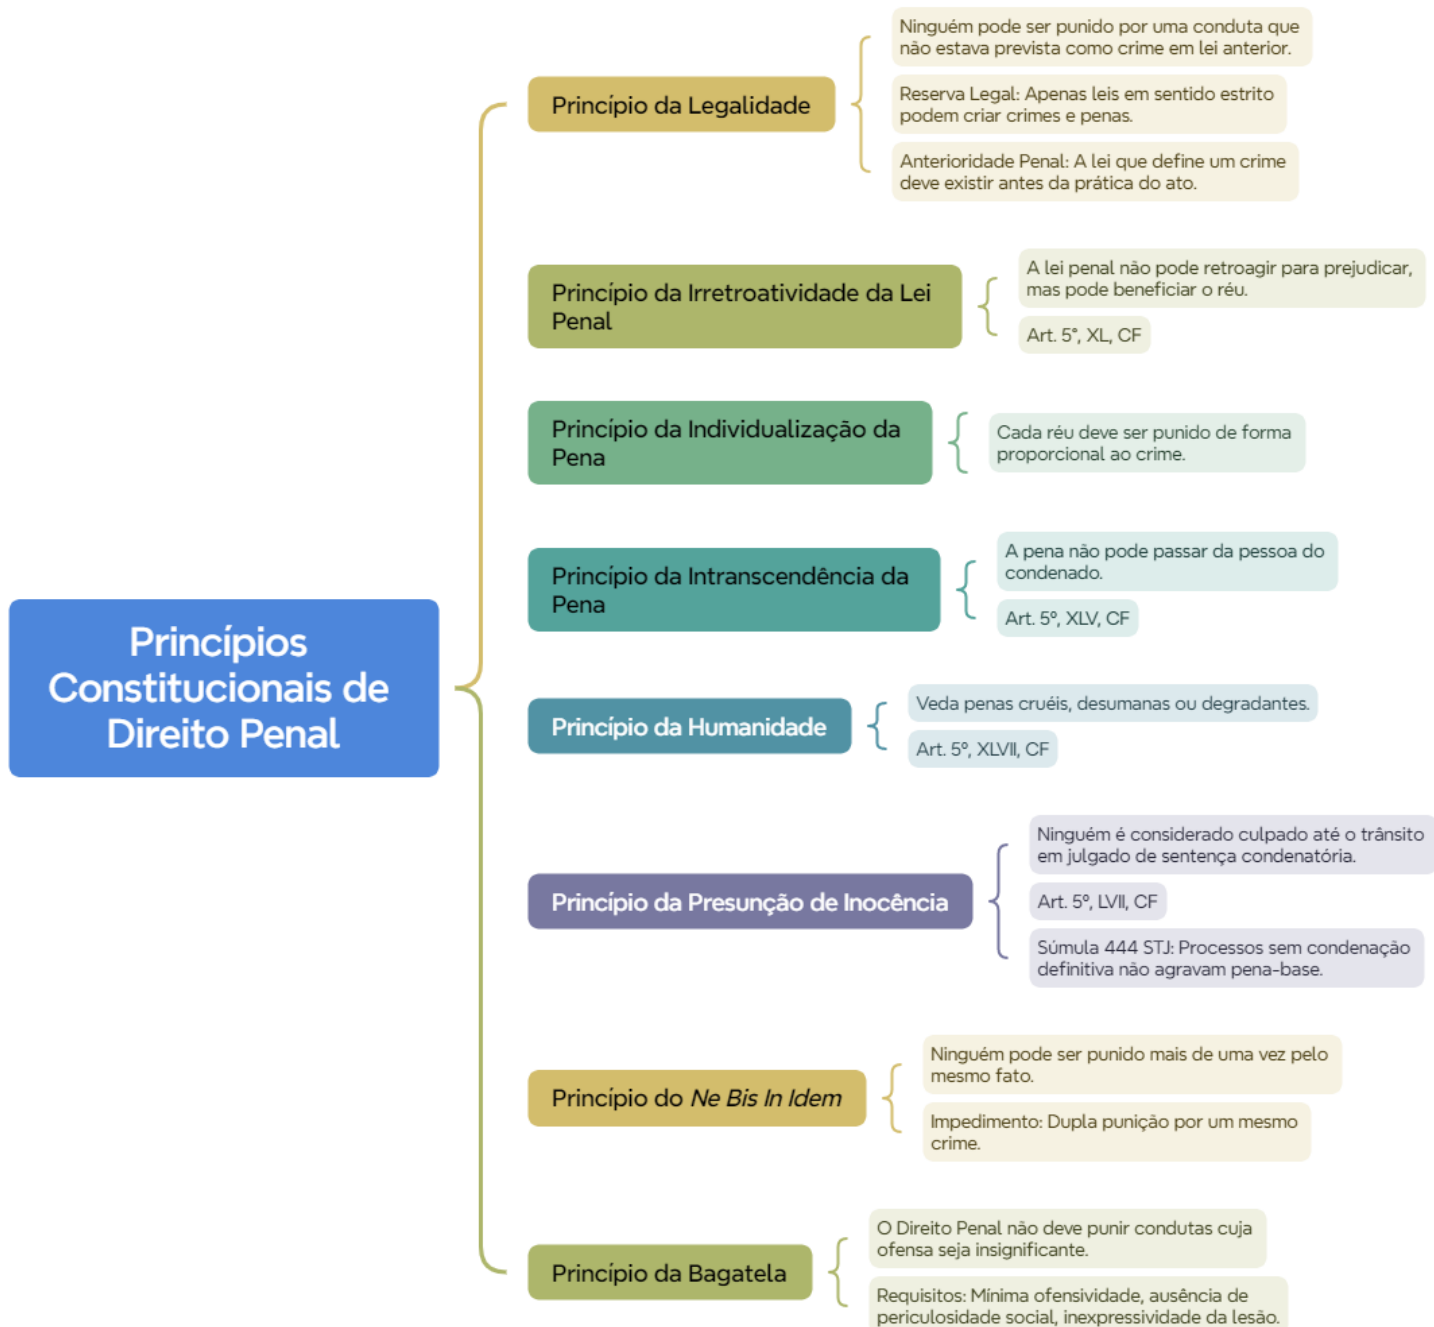 Princípios
Constitucionais de
Direito Penal
Princípio da Legalidade
Ninguém pode ser punido por uma conduta que
não estava prevista como crime em lei anterior.
Reserva Legal: Apenas leis em sentido estrito
podem criar crimes e penas.
Anterioridade Penal: A lei que define um crime
deve existir antes da prática do ato.
Princípio da Irretroatividade da Lei
Penal
A lei penal não pode retroagir para prejudicar,
mas pode beneficiar o réu.
Art. 5°, XL, CF
Princípio da Individualização da
Pena
Cada réu deve ser punido de forma
proporcional ao crime.
Princípio da Intranscendência da
Pena
A pena não pode passar da pessoa do
condenado.
Art. 5º, XLV, CF
Princípio da Humanidade
Veda penas cruéis, desumanas ou degradantes.
Art. 5º, XLVII, CF
Princípio da Presunção de Inocência
Ninguém é considerado culpado até o trânsito
em julgado de sentença condenatória.
Art. 5º, LVII, CF
Súmula 444 STJ: Processos sem condenação
definitiva não agravam pena-base.
Princípio do Ne Bis In Idem
Ninguém pode ser punido mais de uma vez pelo
mesmo fato.
Impedimento: Dupla punição por um mesmo
crime.
Princípio da Bagatela
O Direito Penal não deve punir condutas cuja
ofensa seja insignificante.
Requisitos: Mínima ofensividade, ausência de
periculosidade social, inexpressividade da lesão.